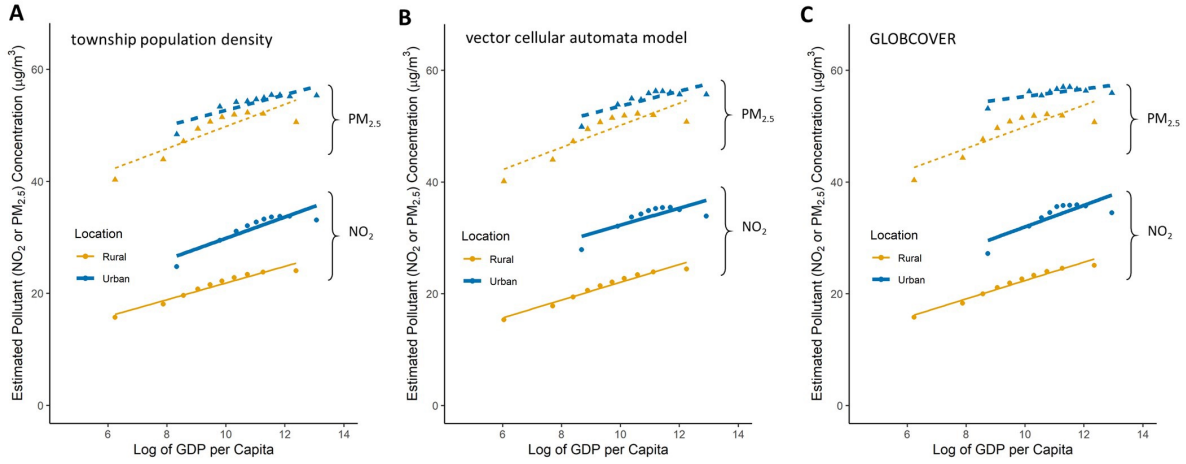 A
township population density
Estimated Pollutant (NO₂ or PM₂.₅) Concentration (µg/m³)
60
40
20
0
PM₂.₅
NO₂
Location
Rural
Urban
6 8 10 12 14
Log of GDP per Capita
B
vector cellular automata model
Estimated Pollutant (NO₂ or PM₂.₅) Concentration (µg/m³)
60
40
20
0
PM₂.₅
NO₂
Location
Rural
Urban
6 8 10 12 14
Log of GDP per Capita
C
GLOBCOVER
Estimated Pollutant (NO₂ or PM₂.₅) Concentration (µg/m³)
60
40
20
0
PM₂.₅
NO₂
Location
Rural
Urban
6 8 10 12 14
Log of GDP per Capita